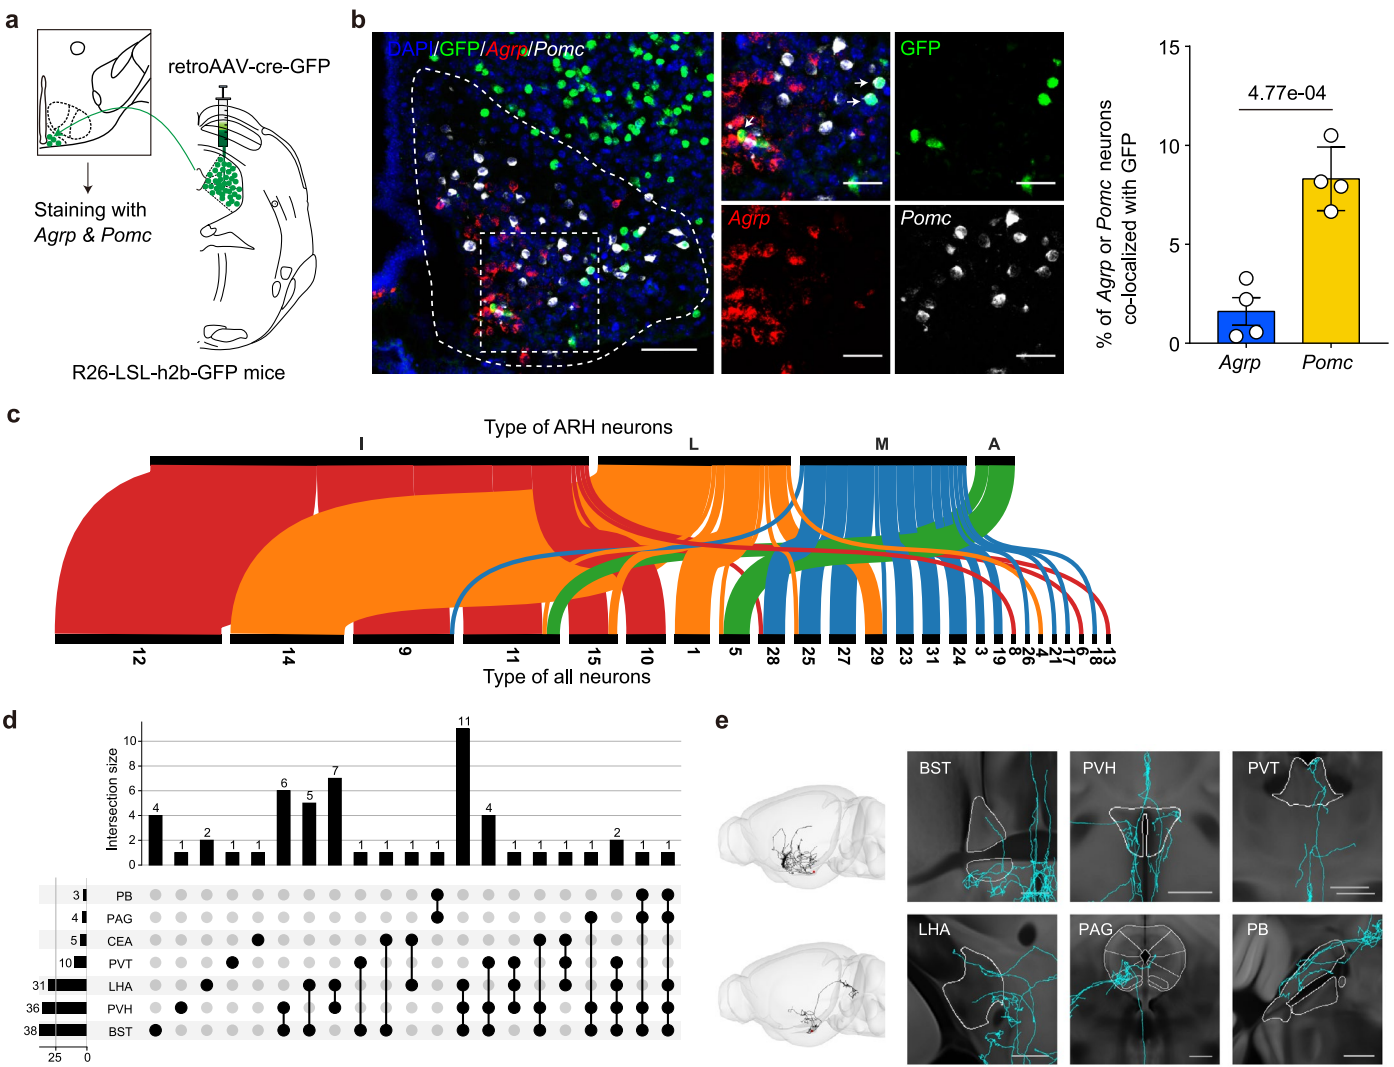 a
retroAAV-cre-GFP
Staining with
Agrp & Pomc
R26-LSL-h2b-GFP mice
b
DAPI/GFP/Agrp/Pomc
GFP
Agrp
Pomc
% of Agrp or Pomc neurons
co-localized with GFP
15
10
5
0
4.77e-04
Agrp
Pomc
c
Type of ARH neurons
I
L
M
A
12
14
9
11
15
10
1
5
28
25
27
29
23
31
24
3
19
8
26
4
21
17
6
18
13
Type of all neurons
d
Intersection size
10
8
6
4
2
0
4
1
2
1
1
6
5
7
1
1
1
1
11
4
1
1
1
1
2
1
1
3 PB
4 PAG
5 CEA
10 PVT
31 LHA
36 PVH
38 BST
25
0
e
BST
PVH
PVT
LHA
PAG
PB